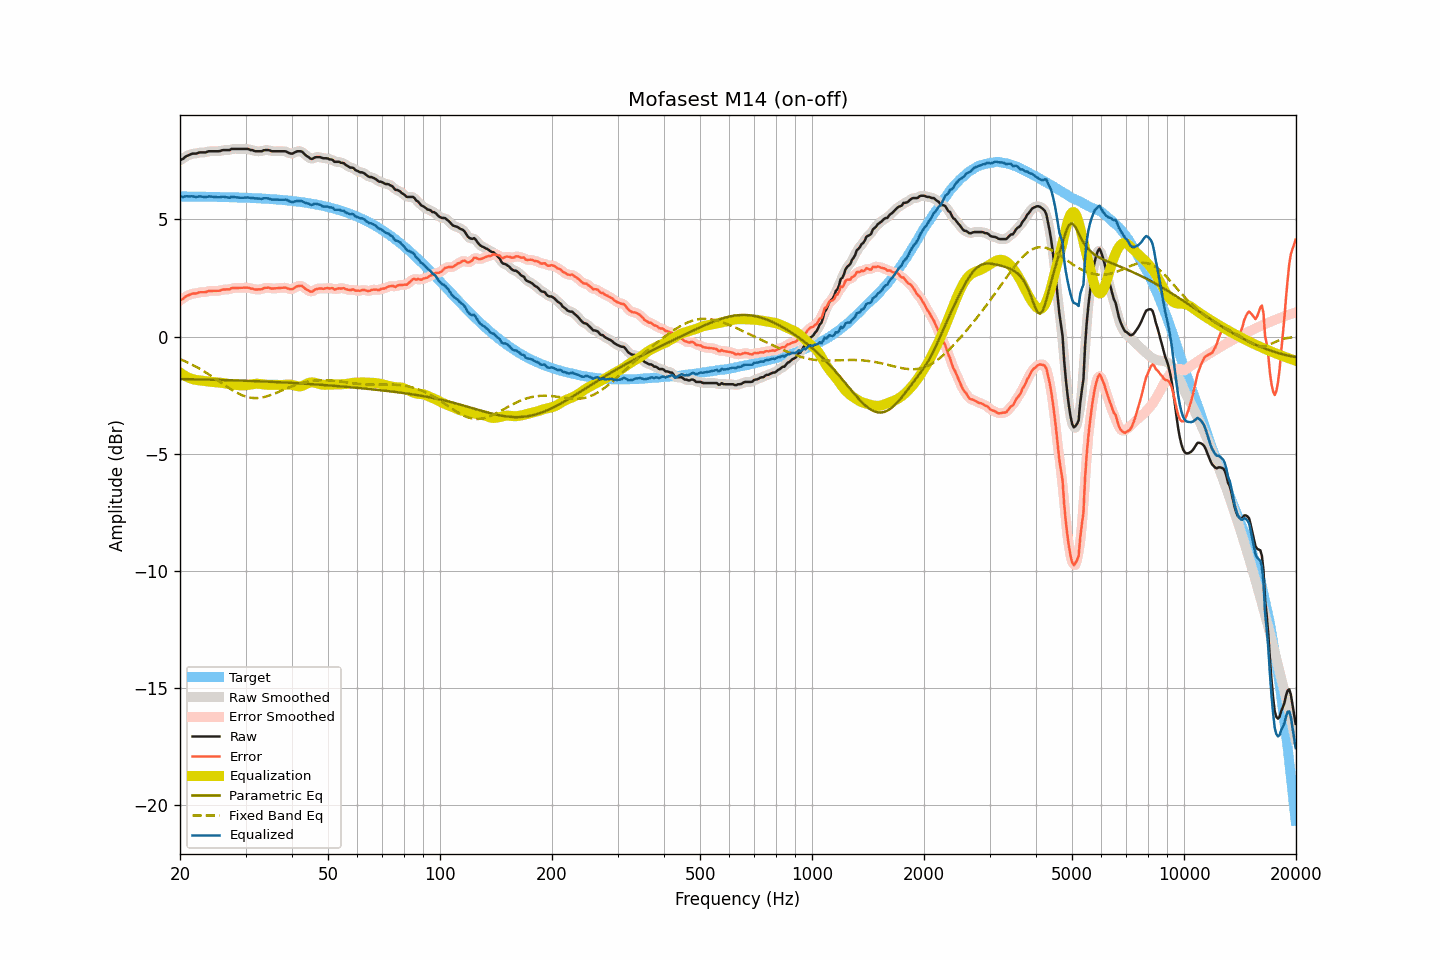 Mofasest M14 (on-off)
Amplitude (dBr)
5
0
−5
−10
−15
−20
Target
Raw Smoothed
Error Smoothed
Raw
Error
Equalization
Parametric Eq
Fixed Band Eq
Equalized
20 50 100 200 500 1000 2000 5000 10000 20000
Frequency (Hz)